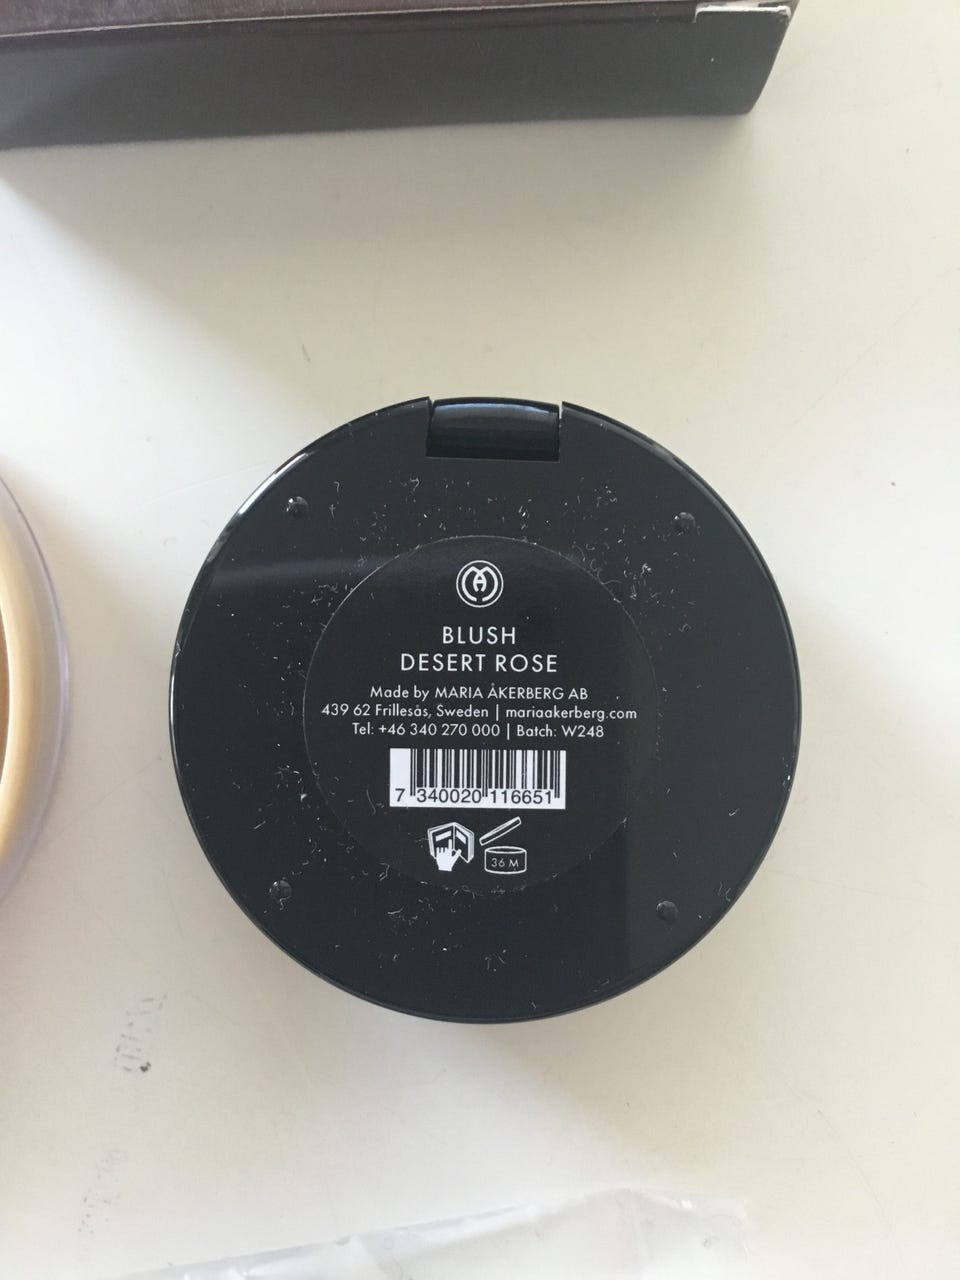 BLUSH
DESERT ROSE
Made by MARIA ÅKERBERG AB
439 62 Frillesås, Sweden | mariaakerberg.com
Tel: +46 340 270 000 | Batch: W248
7 340020 116651
36 M